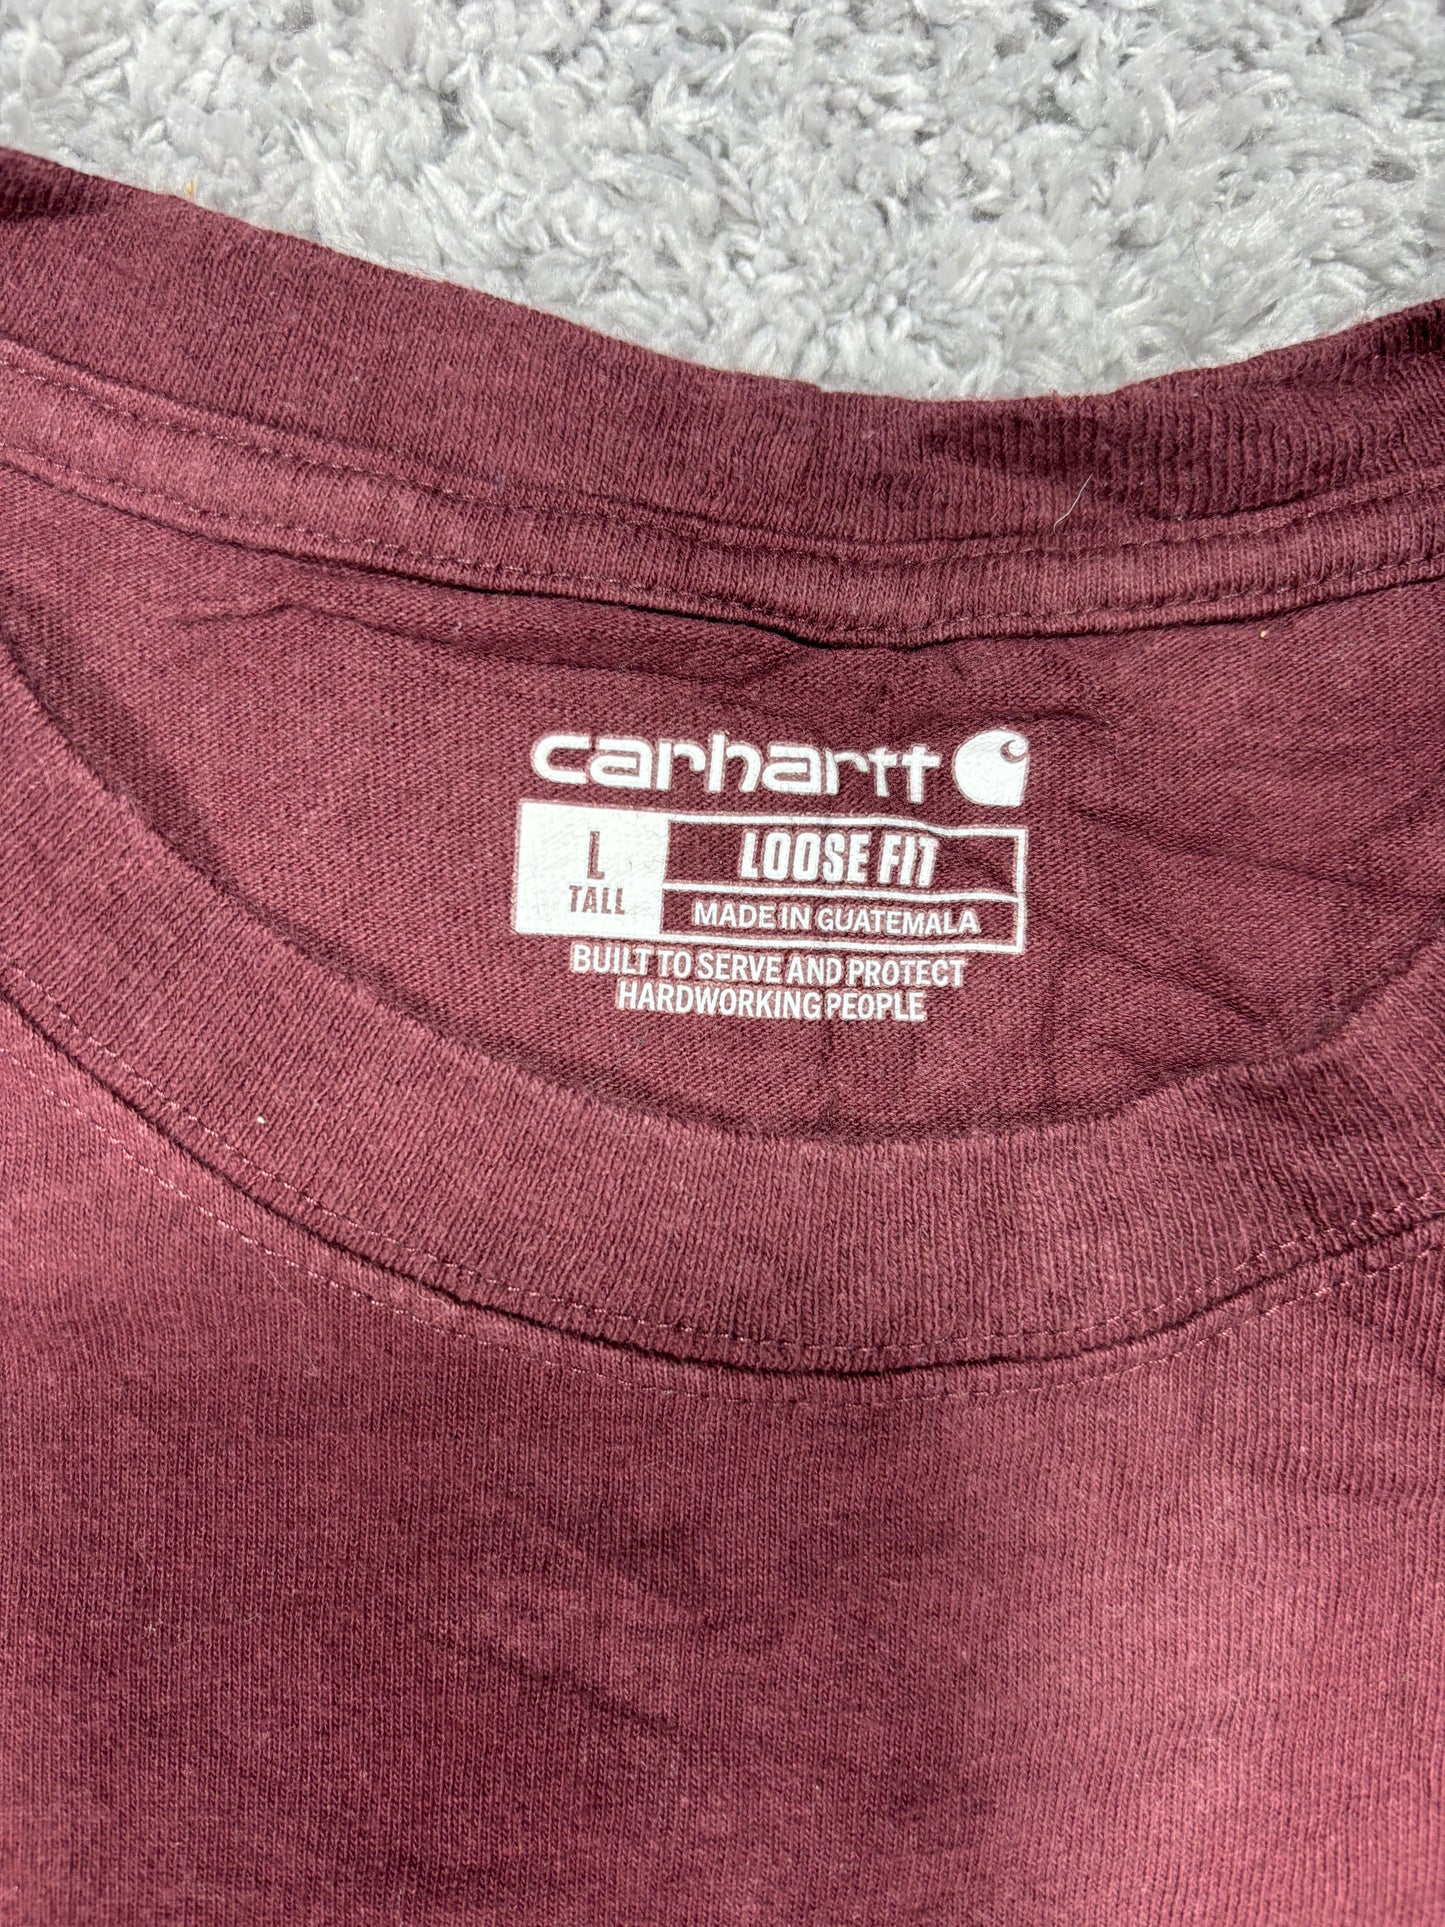 carhartt
L
TALL
LOOSE FIT
MADE IN GUATEMALA
BUILT TO SERVE AND PROTECT
HARDWORKING PEOPLE